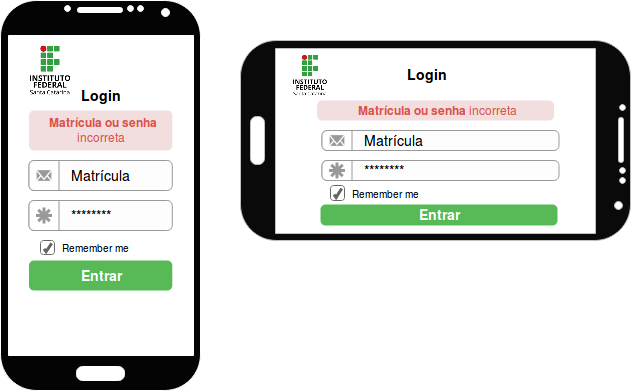 INSTITUTO
FEDERAL
Santa Catarina
Login
Matrícula ou senha
incorreta
Matrícula
********
Remember me
Entrar
INSTITUTO
FEDERAL
Santa Catarina
Login
Matrícula ou senha incorreta
Matrícula
********
Remember me
Entrar